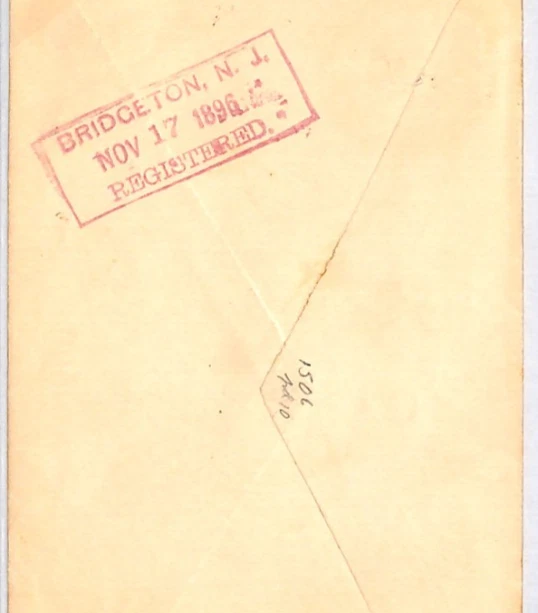 BRIDGETON, N. J.
NOV 17 1896
REGISTERED.
1506